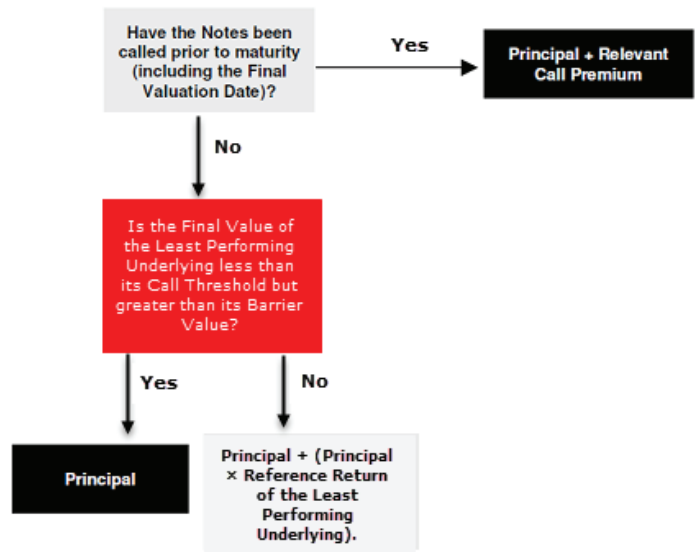 Have the Notes been
called prior to maturity
(including the Final
Valuation Date)?
Yes
Principal + Relevant
Call Premium
No
Is the Final Value of
the Least Performing
Underlying less than
its Call Threshold but
greater than its Barrier
Value?
Yes
No
Principal
Principal + (Principal
× Reference Return
of the Least
Performing
Underlying).